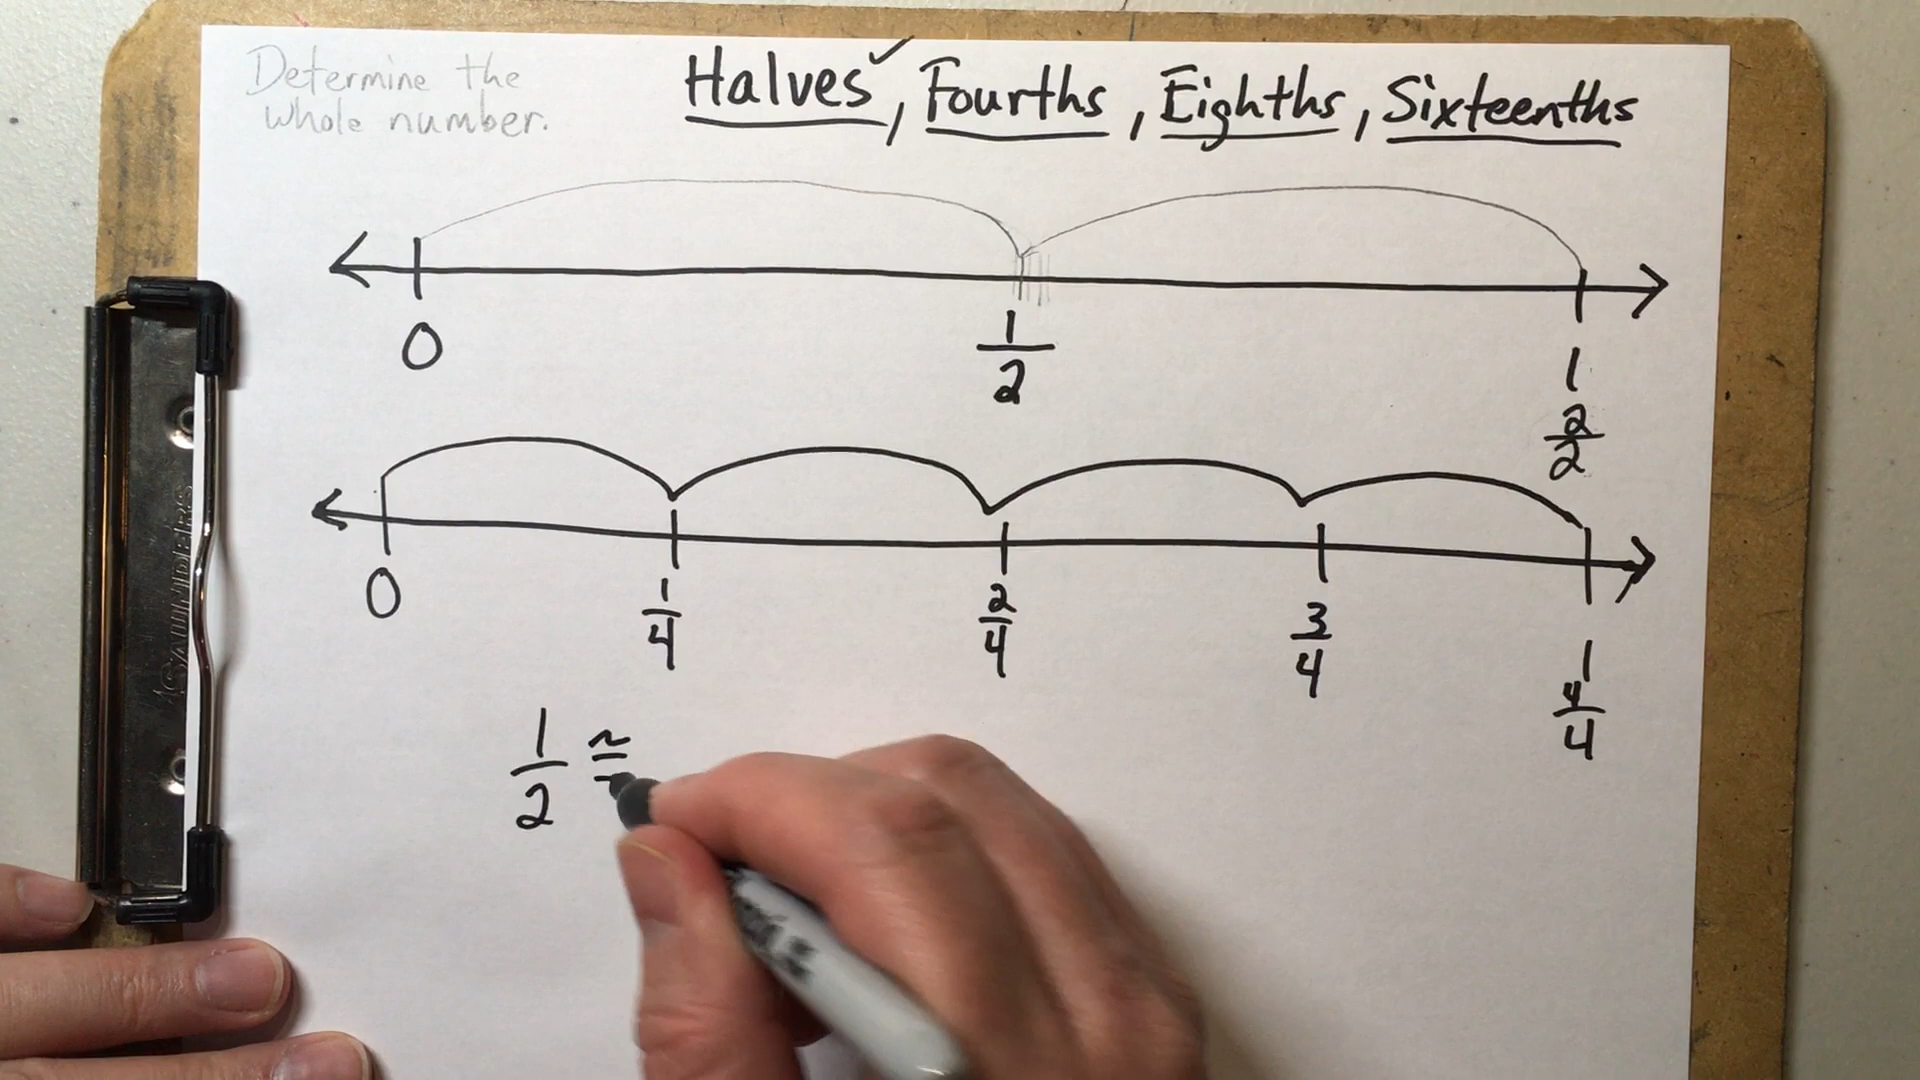 Determine the
whole number.
Halves✓, Fourths, Eighths, Sixteenths
0 1/2 1
2/2
0 1/4 2/4 3/4 1
4/4
1/2 ≅
SAUNDERS